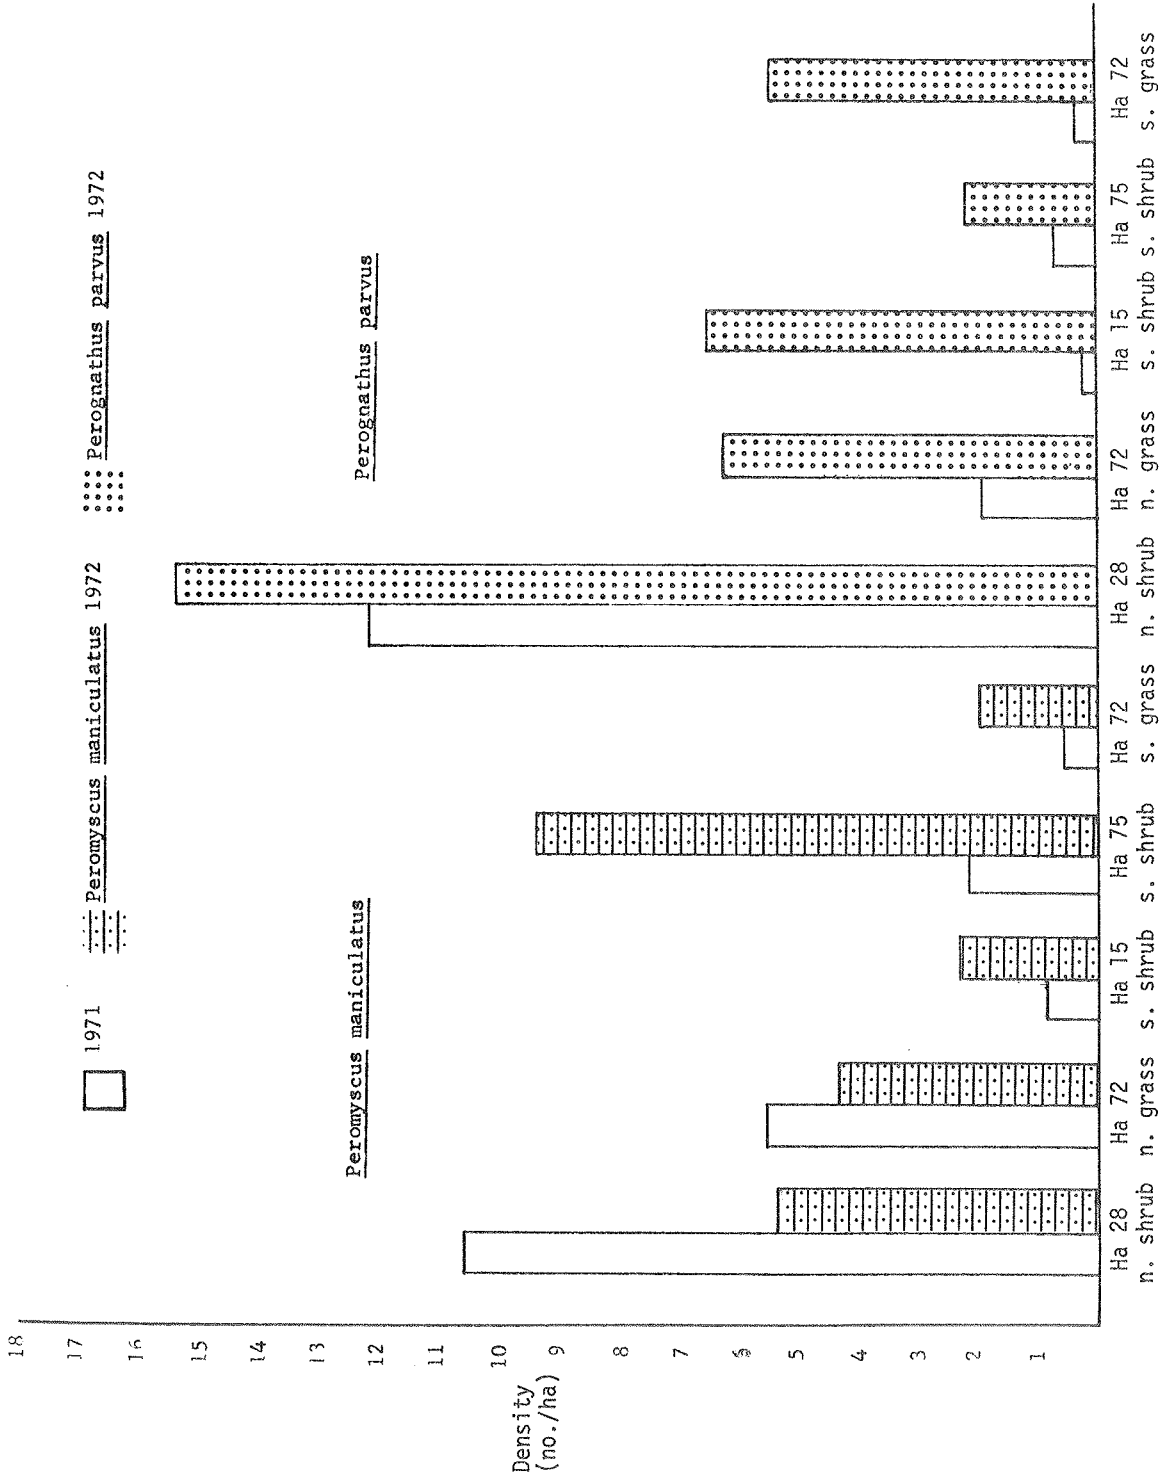 1971
Peromyscus maniculatus 1972
Perognathus parvus 1972
Peromyscus maniculatus
Perognathus parvus
18
17
16
15
14
13
12
11
10
9
8
7
6
5
4
3
2
1
Density
(no./ha)
Ha 28 Ha 72 Ha 15 Ha 75 Ha 72 Ha 28 Ha 72 Ha 15 Ha 75 Ha 72
n. shrub n. grass s. shrub s. shrub s. grass n. shrub n. grass s. shrub s. shrub s. grass